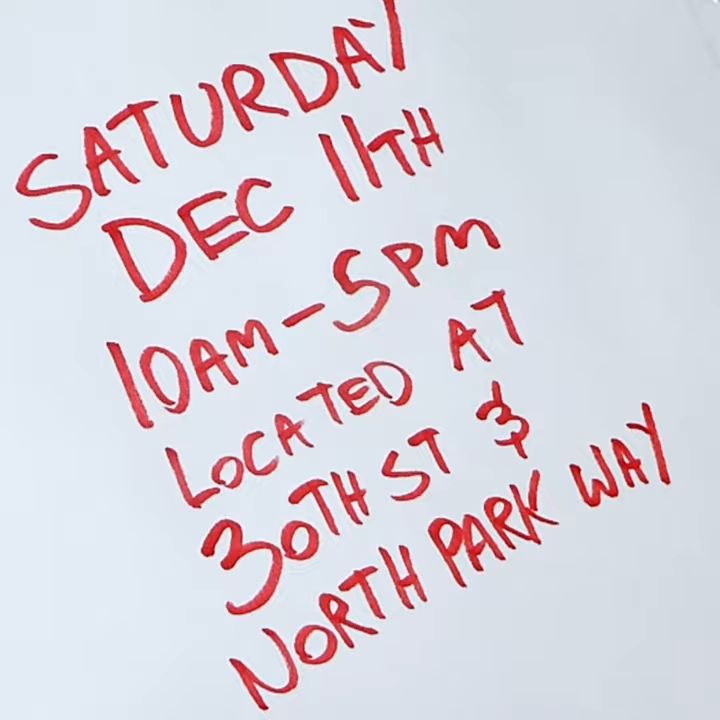 SATURDAY
DEC 11TH
10AM-5PM
LOCATED AT
30TH ST &
NORTH PARK WAY